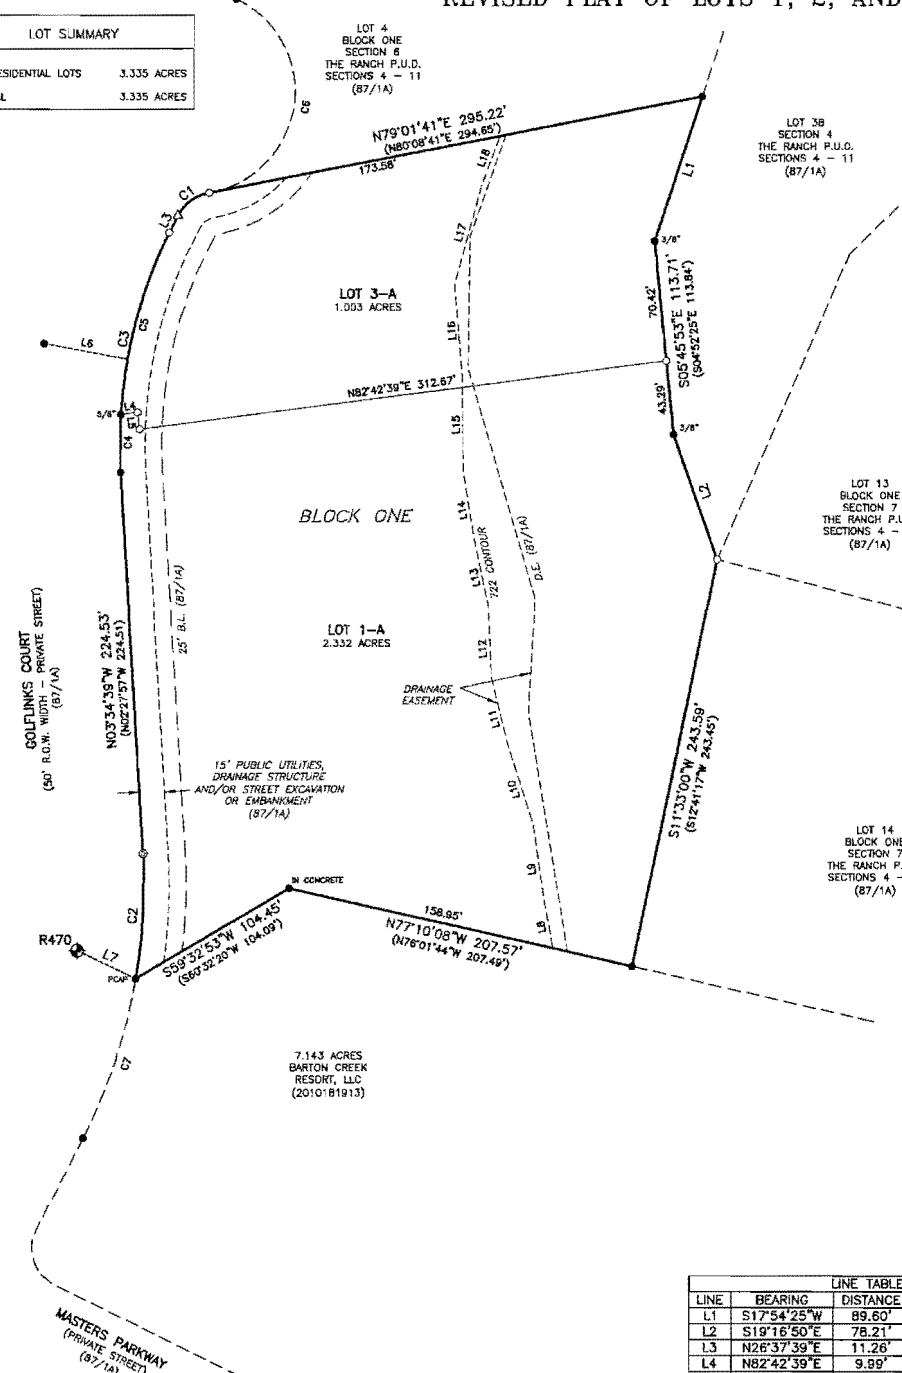 REVISED PLAT OF LOTS 1, 2, AND
LOT SUMMARY
ESIDENTIAL LOTS 3.335 ACRES
L 3.335 ACRES
LOT 4
BLOCK ONE
SECTION 6
THE RANCH P.U.D.
SECTIONS 4 - 11
(87/1A)
C6
N79°01'41"E 295.22'
(N80°08'41"E 294.65')
173.58'
LOT 38
SECTION 4
THE RANCH P.U.D.
SECTIONS 4 - 11
(87/1A)
L1
L18
C1
L3
L17
3/8"
LOT 3-A
1.003 ACRES
70.42'
S05°45'53"E 113.71'
(S04°52'25"E 113.84')
C5
C3
L6
L16
N82°42'39"E 312.67'
43.29'
L4
5/8"
L5
C4
L15
3/8"
L2
LOT 13
BLOCK ONE
SECTION 7
THE RANCH P.U
SECTIONS 4 -
(87/1A)
BLOCK ONE
L14
L13
722 CONTOUR
D.E. (87/1A)
25' B.L. (87/1A)
LOT 1-A
2.332 ACRES
L12
GOLFLINKS COURT
(50' R.O.W. WIDTH - PRIVATE STREET)
(87/1A)
N03°34'39"W 224.53'
(N02°27'57"W 224.51)
DRAINAGE
EASEMENT
L11
S11°33'00"W 243.59'
(S12°41'17"W 243.45')
15' PUBLIC UTILITIES,
DRAINAGE STRUCTURE
AND/OR STREET EXCAVATION
OR EMBANKMENT
(87/1A)
L10
LOT 14
BLOCK ONE
SECTION 7
THE RANCH P.
SECTIONS 4 -
(87/1A)
L9
IN CONCRETE
C2
158.95'
N77°10'08"W 207.57'
(N76°01'44"W 207.49')
L8
R470
L7
PCAP
S59°32'53"W 104.45'
(S60°32'20"W 104.09')
C7
7.143 ACRES
BARTON CREEK
RESORT, LLC
(2010181913)
MASTERS PARKWAY
(PRIVATE STREET)
(87/1A)
LINE TABLE
LINE BEARING DISTANCE
L1 S17°54'25"W 89.60'
L2 S19°16'50"E 78.21'
L3 N26°37'39"E 11.26'
L4 N82°42'39"E 9.99'